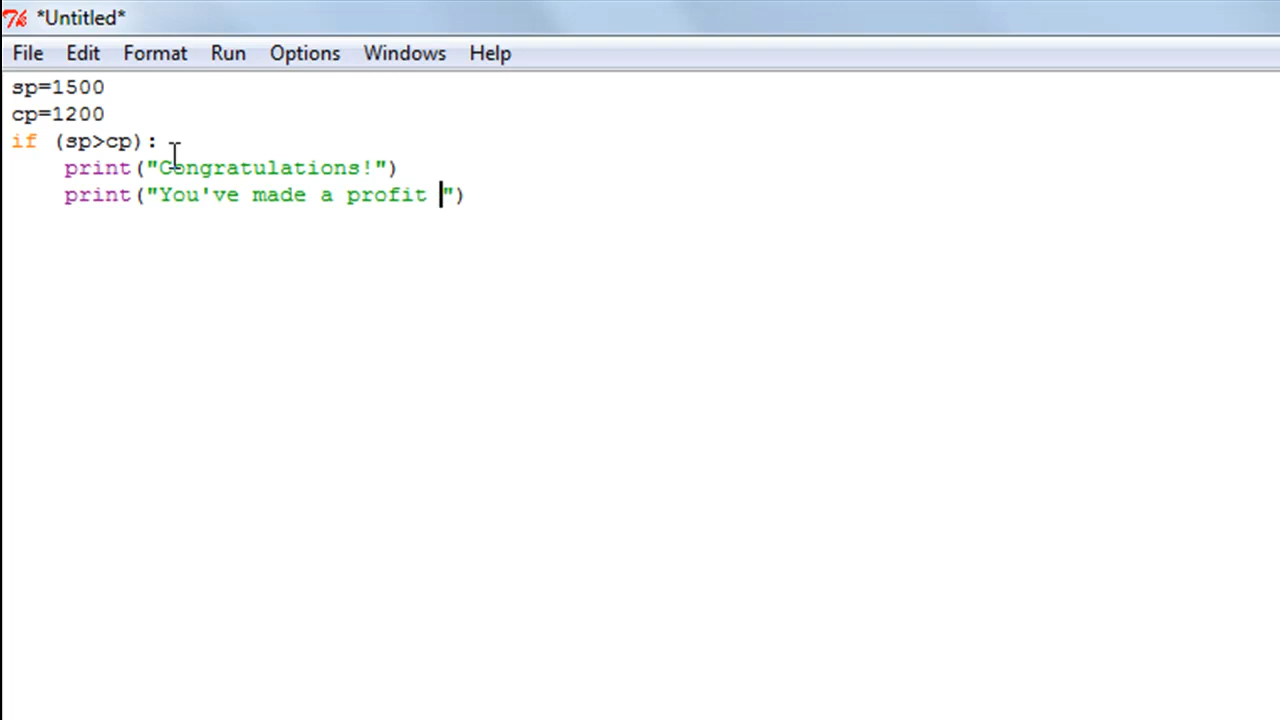 *Untitled*
File Edit Format Run Options Windows Help
sp=1500
cp=1200
if (sp>cp):
    print("Congratulations!")
    print("You've made a profit ")